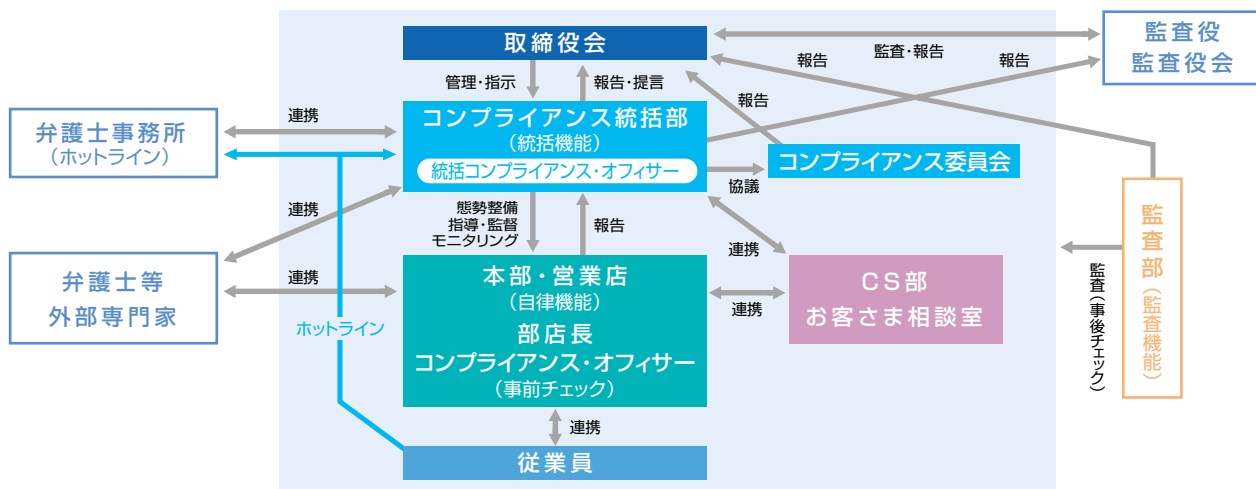 取締役会
監査・報告
監査役
監査役会
管理・指示
報告・提言
報告
報告
報告
弁護士事務所
（ホットライン）
連携
コンプライアンス統括部
（統括機能）
統括コンプライアンス・オフィサー
協議
コンプライアンス委員会
連携
態勢整備
指導・監督
モニタリング
報告
連携
監査部（監査機能）
監査（事後チェック）
弁護士等
外部専門家
連携
ホットライン
本部・営業店
（自律機能）
部店長
コンプライアンス・オフィサー
（事前チェック）
連携
CS部
お客さま相談室
連携
従業員